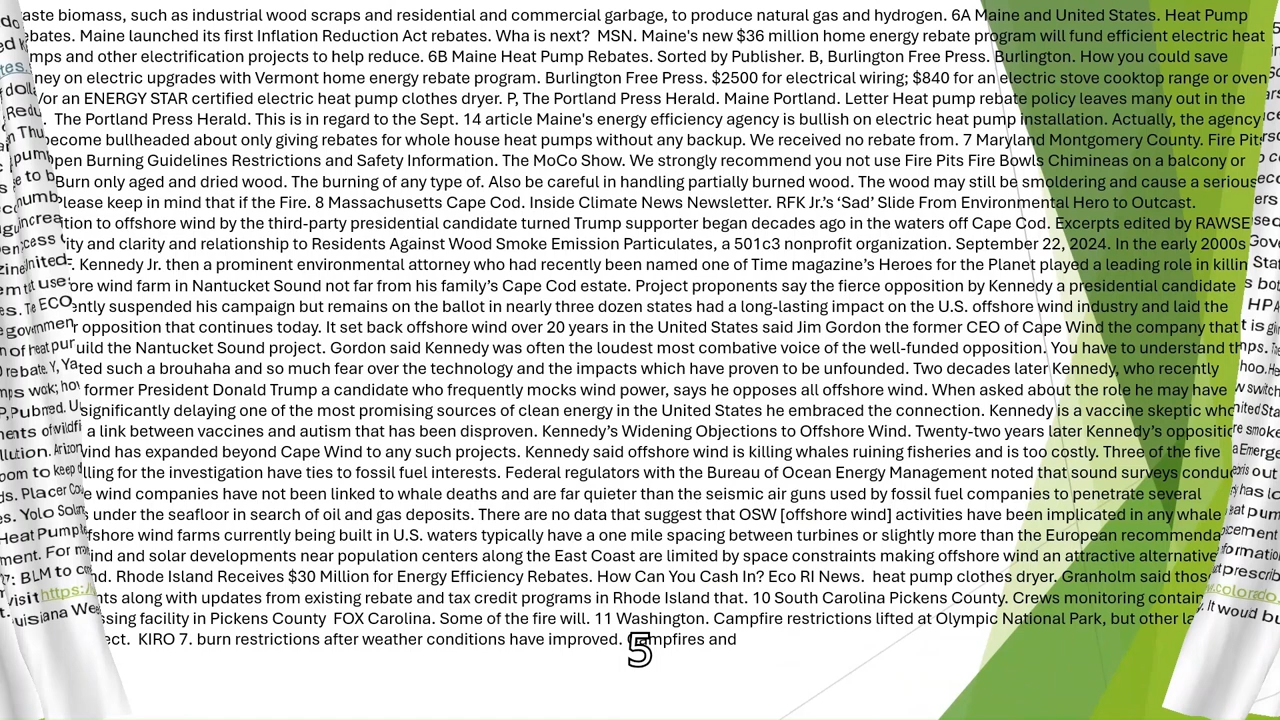 aste biomass, such as industrial wood scraps and residential and commercial garbage, to produce natural gas and hydrogen. 6A Maine and United States. Heat Pump
ebates. Maine launched its first Inflation Reduction Act rebates. Wha is next? MSN. Maine's new $36 million home energy rebate program will fund efficient electric heat
mps and other electrification projects to help reduce. 6B Maine Heat Pump Rebates. Sorted by Publisher. B, Burlington Free Press. Burlington. How you could save
ney on electric upgrades with Vermont home energy rebate program. Burlington Free Press. $2500 for electrical wiring; $840 for an electric stove cooktop range or oven
/or an ENERGY STAR certified electric heat pump clothes dryer. P, The Portland Press Herald. Maine Portland. Letter Heat pump rebate policy leaves many out in the
. The Portland Press Herald. This is in regard to the Sept. 14 article Maine's energy efficiency agency is bullish on electric heat pump installation. Actually, the agency
ecome bullheaded about only giving rebates for whole house heat pumps without any backup. We received no rebate from. 7 Maryland Montgomery County. Fire Pits
open Burning Guidelines Restrictions and Safety Information. The MoCo Show. We strongly recommend you not use Fire Pits Fire Bowls Chimineas on a balcony or
Burn only aged and dried wood. The burning of any type of. Also be careful in handling partially burned wood. The wood may still be smoldering and cause a serious
Please keep in mind that if the Fire. 8 Massachusetts Cape Cod. Inside Climate News Newsletter. RFK Jr.’s ‘Sad’ Slide From Environmental Hero to Outcast.
ition to offshore wind by the third-party presidential candidate turned Trump supporter began decades ago in the waters off Cape Cod. Excerpts edited by RAWSE
ity and clarity and relationship to Residents Against Wood Smoke Emission Particulates, a 501c3 nonprofit organization. September 22, 2024. In the early 2000s
. Kennedy Jr. then a prominent environmental attorney who had recently been named one of Time magazine’s Heroes for the Planet played a leading role in killin
ore wind farm in Nantucket Sound not far from his family’s Cape Cod estate. Project proponents say the fierce opposition by Kennedy a presidential candidate
ently suspended his campaign but remains on the ballot in nearly three dozen states had a long-lasting impact on the U.S. offshore wind industry and laid the
r opposition that continues today. It set back offshore wind over 20 years in the United States said Jim Gordon the former CEO of Cape Wind the company that
uild the Nantucket Sound project. Gordon said Kennedy was often the loudest most combative voice of the well-funded opposition. You have to understand th
ted such a brouhaha and so much fear over the technology and the impacts which have proven to be unfounded. Two decades later Kennedy, who recently
former President Donald Trump a candidate who frequently mocks wind power, says he opposes all offshore wind. When asked about the role he may have
significantly delaying one of the most promising sources of clean energy in the United States he embraced the connection. Kennedy is a vaccine skeptic who
a link between vaccines and autism that has been disproven. Kennedy’s Widening Objections to Offshore Wind. Twenty-two years later Kennedy’s oppositio
wind has expanded beyond Cape Wind to any such projects. Kennedy said offshore wind is killing whales ruining fisheries and is too costly. Three of the five
lling for the investigation have ties to fossil fuel interests. Federal regulators with the Bureau of Ocean Energy Management noted that sound surveys conduc
e wind companies have not been linked to whale deaths and are far quieter than the seismic air guns used by fossil fuel companies to penetrate several
under the seafloor in search of oil and gas deposits. There are no data that suggest that OSW [offshore wind] activities have been implicated in any whale
fshore wind farms currently being built in U.S. waters typically have a one mile spacing between turbines or slightly more than the European recommenda
ind and solar developments near population centers along the East Coast are limited by space constraints making offshore wind an attractive alternative
nd. Rhode Island Receives $30 Million for Energy Efficiency Rebates. How Can You Cash In? Eco RI News. heat pump clothes dryer. Granholm said thos
nts along with updates from existing rebate and tax credit programs in Rhode Island that. 10 South Carolina Pickens County. Crews monitoring contain
ssing facility in Pickens County FOX Carolina. Some of the fire will. 11 Washington. Campfire restrictions lifted at Olympic National Park, but other la
ect. KIRO 7. burn restrictions after weather conditions have improved. Campfires and
5